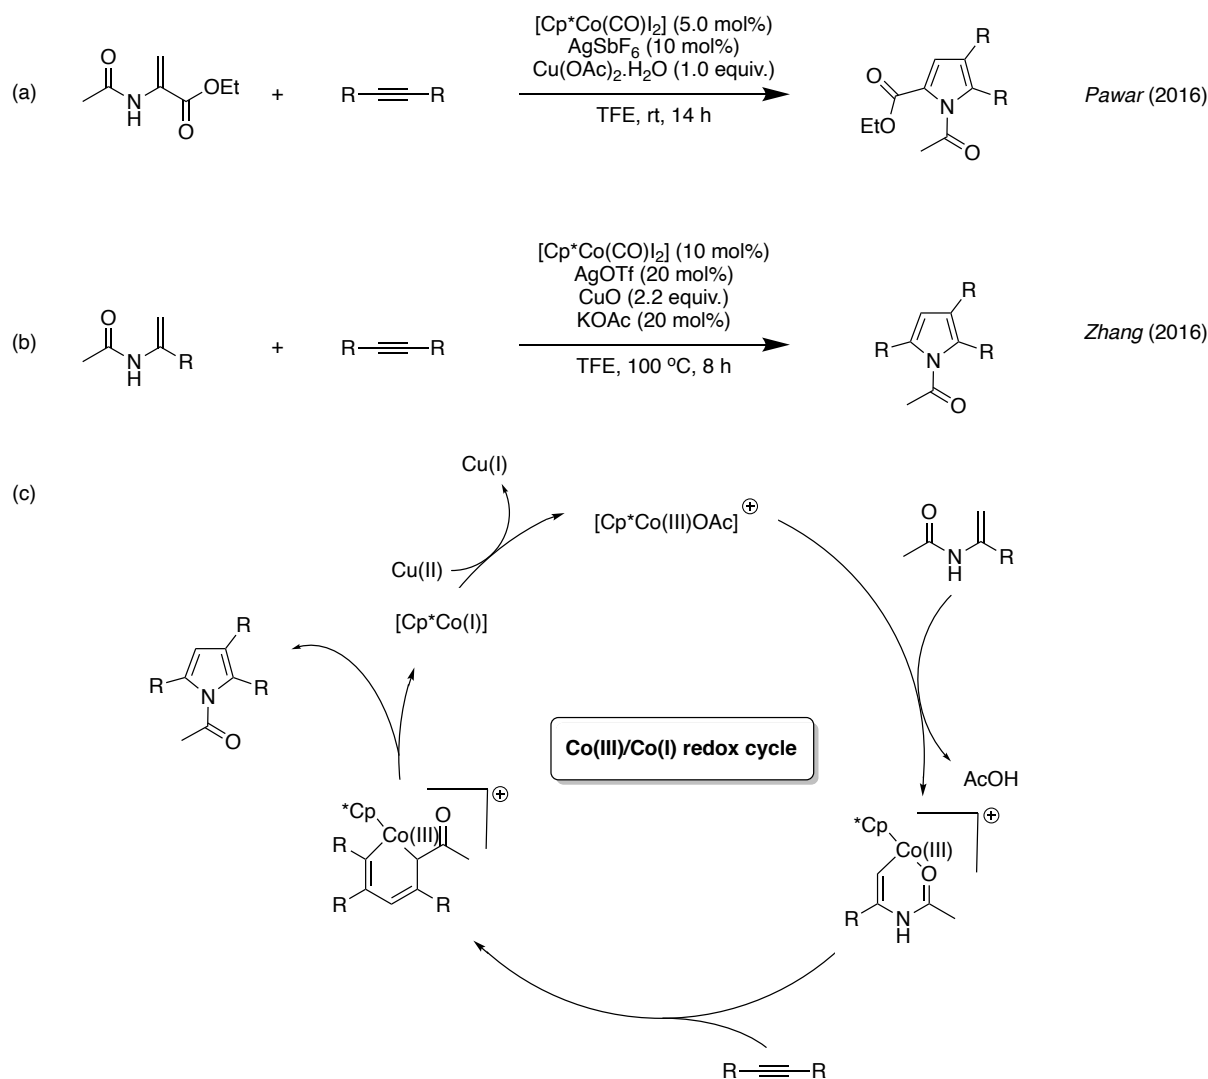 (a)
O
N
H
OEt
O
+
R
R
[Cp*Co(CO)I2] (5.0 mol%)
AgSbF6 (10 mol%)
Cu(OAc)2.H2O (1.0 equiv.)
TFE, rt, 14 h
R
O
R
EtO
N
O
Pawar (2016)
(b)
O
N
H
R
+
R
R
[Cp*Co(CO)I2] (10 mol%)
AgOTf (20 mol%)
CuO (2.2 equiv.)
KOAc (20 mol%)
TFE, 100 oC, 8 h
R
R
R
N
O
Zhang (2016)
(c)
Cu(I)
[Cp*Co(III)OAc] +
Cu(II)
[Cp*Co(I)]
O
N
H
R
R
R
R
N
O
Co(III)/Co(I) redox cycle
AcOH
*Cp
Co(III)
O
R
R
R
+
*Cp
Co(III)
O
R
N
H
+
R
R